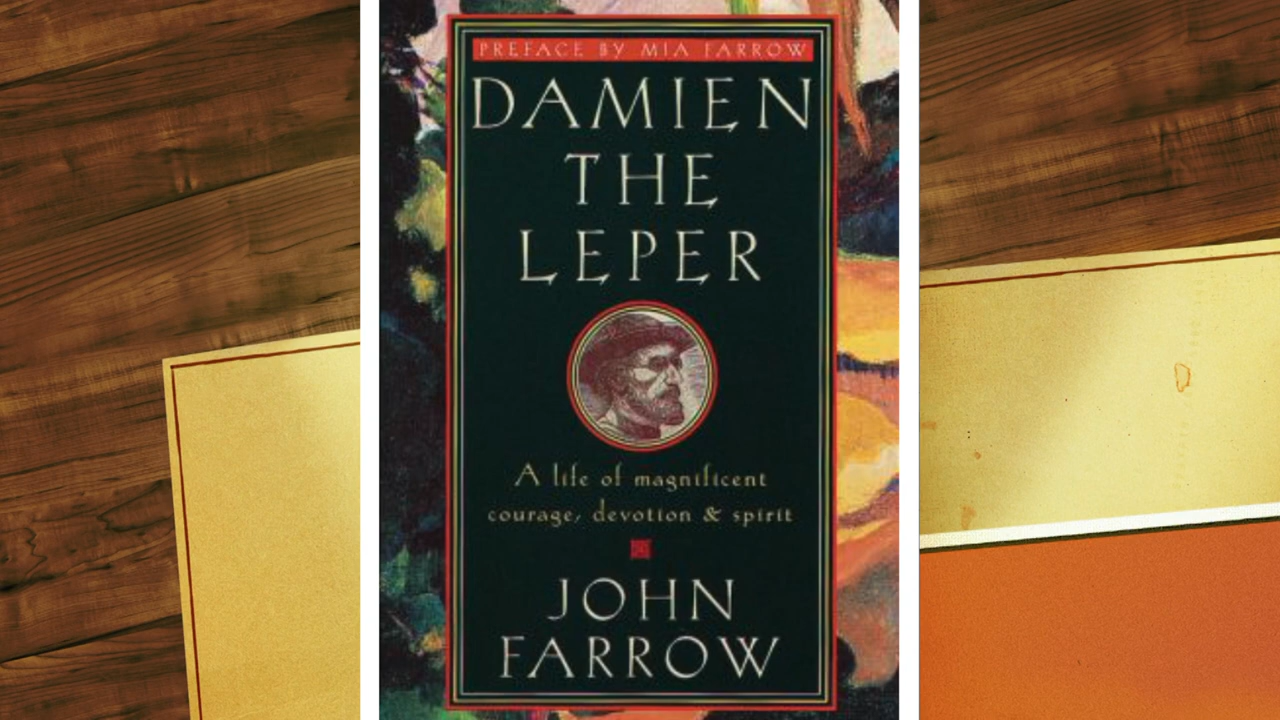 PREFACE BY MIA FARROW
DAMIEN
THE
LEPER
A life of magnificent
courage, devotion & spirit
JOHN
FARROW